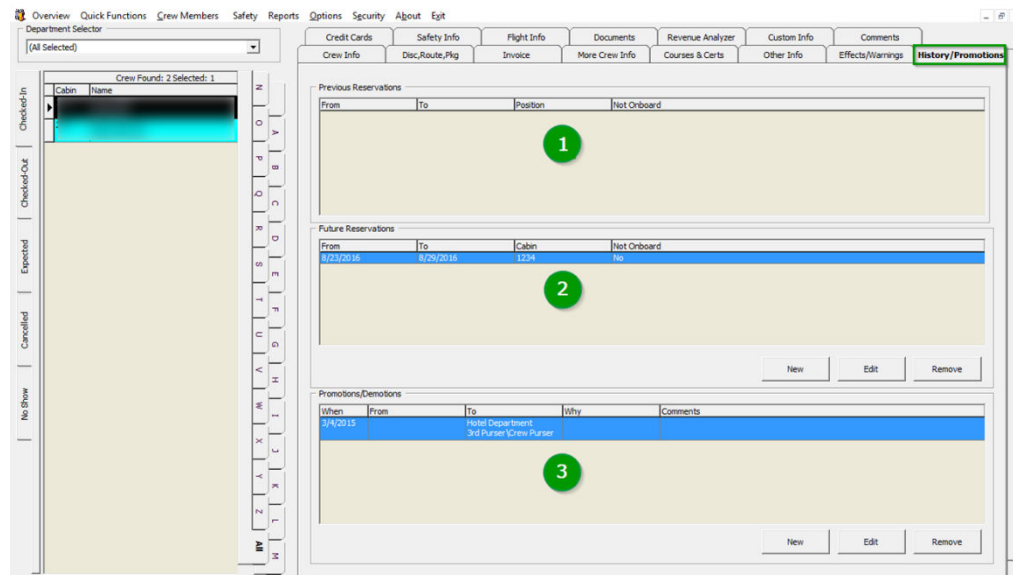 Overview Quick Functions Crew Members Safety Reports Options Security About Exit
Department Selector
(All Selected)
Credit Cards Safety Info Flight Info Documents Revenue Analyzer Custom Info Comments
Crew Info Disc,Route,Pkg Invoice More Crew Info Courses & Certs Other Info Effects/Warnings History/Promotions
Crew Found: 2 Selected: 1
Cabin Name
Checked-In
Checked-Out
Expected
Cancelled
No Show
N
O
P
Q
R
S
T
U
V
W
X
Y
Z
All
A
B
C
D
E
F
G
H
I
J
K
L
M
Previous Reservations
From To Position Not Onboard
1
Future Reservations
From To Cabin Not Onboard
8/23/2016 8/29/2016 1234 No
2
New Edit Remove
Promotions/Demotions
When From To Why Comments
3/4/2015 Hotel Department
3rd Purser\Crew Purser
3
New Edit Remove